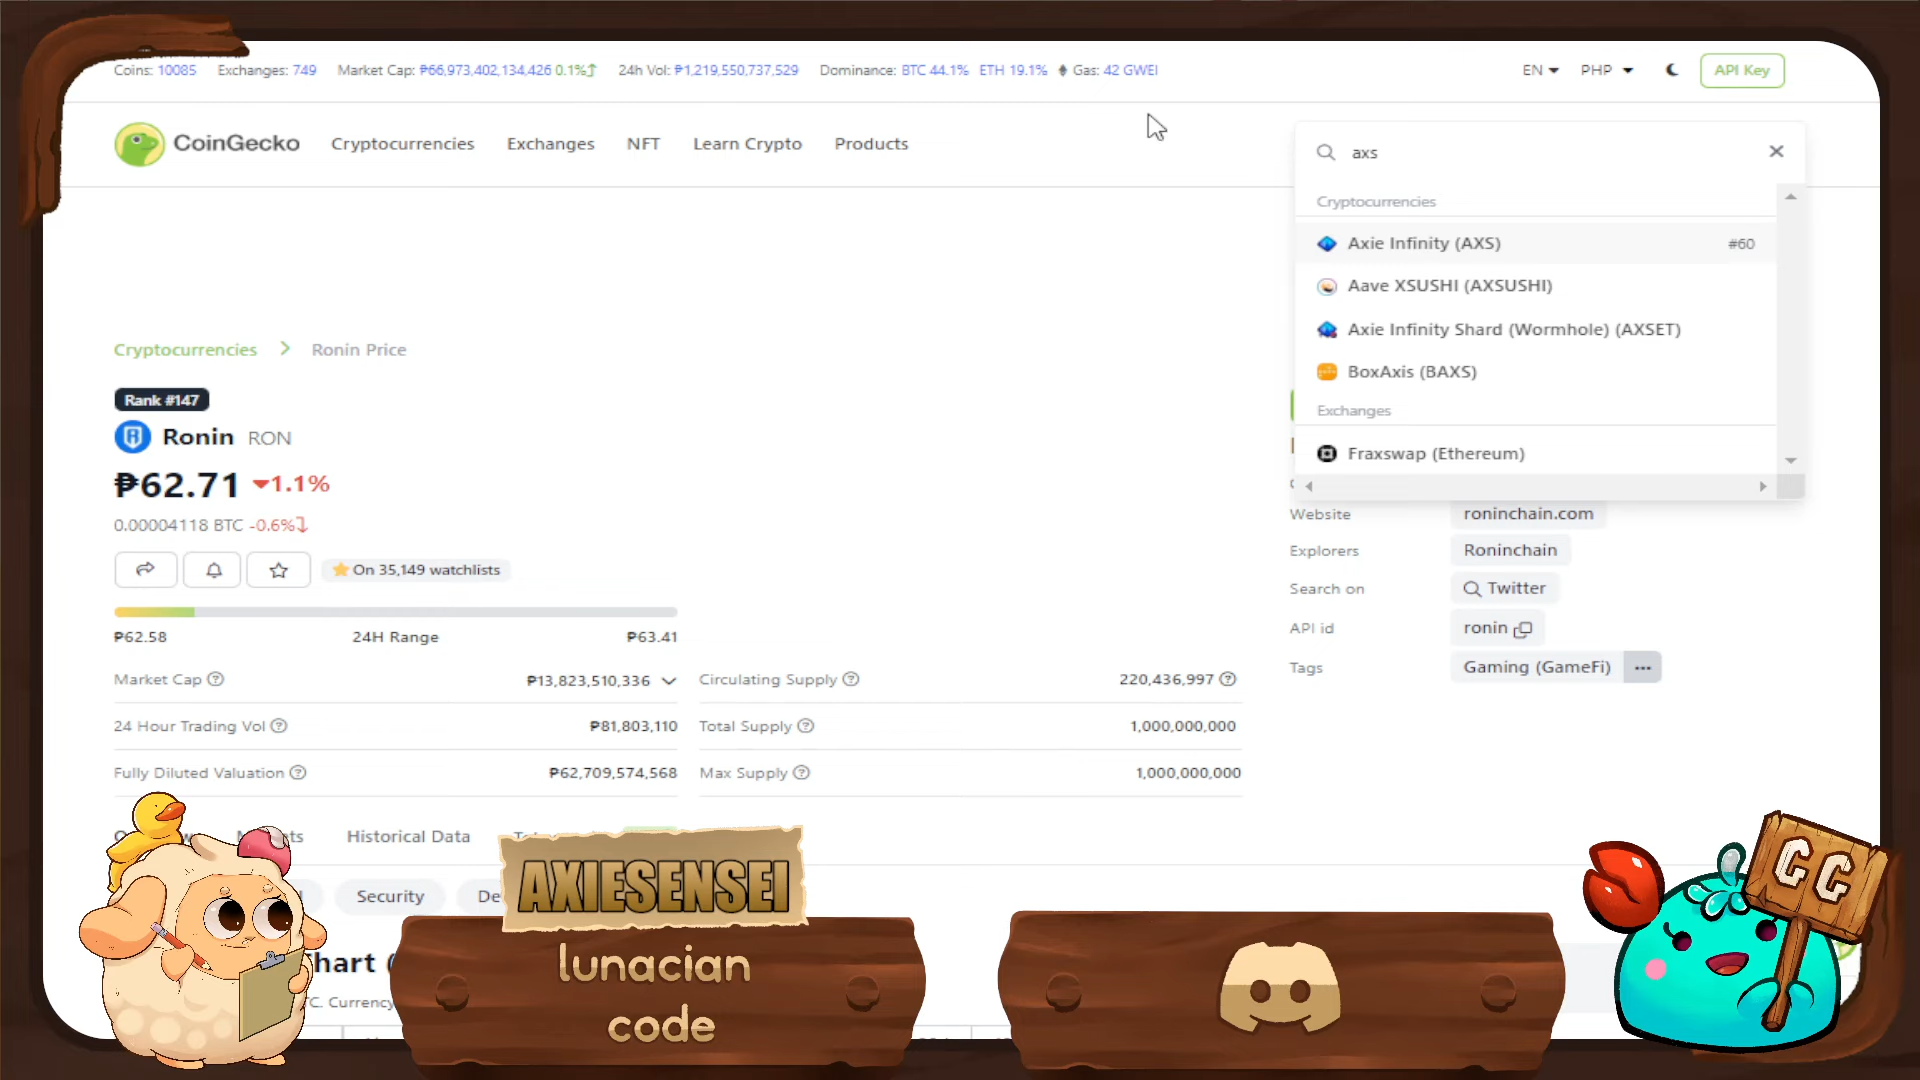 Coins: 10085 Exchanges: 749 Market Cap: ₱66,973,402,134,426 0.1% 24h Vol: ₱1,219,550,737,529 Dominance: BTC 44.1% ETH 19.1% Gas: 42 GWEI EN PHP API Key
CoinGecko Cryptocurrencies Exchanges NFT Learn Crypto Products
axs
Cryptocurrencies
Axie Infinity (AXS) #60
Aave XSUSHI (AXSUSHI)
Axie Infinity Shard (Wormhole) (AXSET)
BoxAxis (BAXS)
Exchanges
Fraxswap (Ethereum)
Cryptocurrencies > Ronin Price
Rank #147
Ronin RON
₱62.71 1.1%
0.00004118 BTC -0.6%
On 35,149 watchlists
₱62.58 24H Range ₱63.41
Market Cap ₱13,823,510,336
24 Hour Trading Vol ₱81,803,110
Fully Diluted Valuation ₱62,709,574,568
Circulating Supply 220,436,997
Total Supply 1,000,000,000
Max Supply 1,000,000,000
Website roninchain.com
Explorers Roninchain
Search on Twitter
API id ronin
Tags Gaming (GameFi) ...
Historical Data
Security De
hart (
TC. Currency
AXIESENSEI
lunacian
code
CC